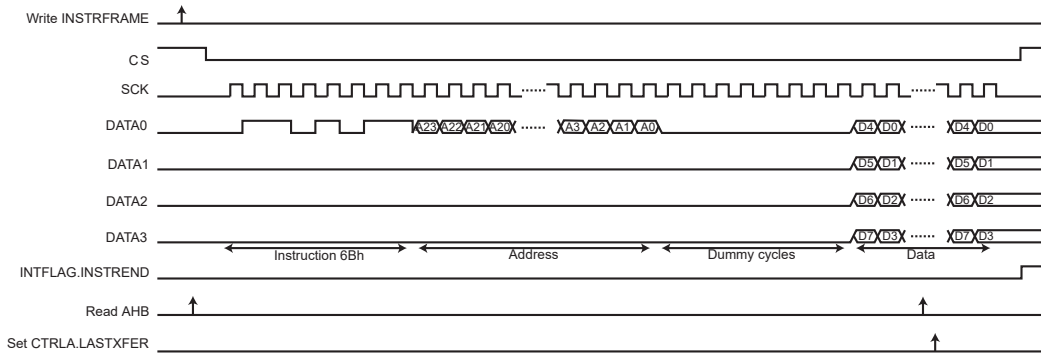 Write INSTRFRAME
CS
SCK
DATA0 A23 A22 A21 A20 ...... A3 A2 A1 A0 D4 D0 ...... D4 D0
DATA1 D5 D1 ...... D5 D1
DATA2 D6 D2 ...... D6 D2
DATA3 D7 D3 ...... D7 D3
Instruction 6Bh Address Dummy cycles Data
INTFLAG.INSTREND
Read AHB
Set CTRLA.LASTXFER